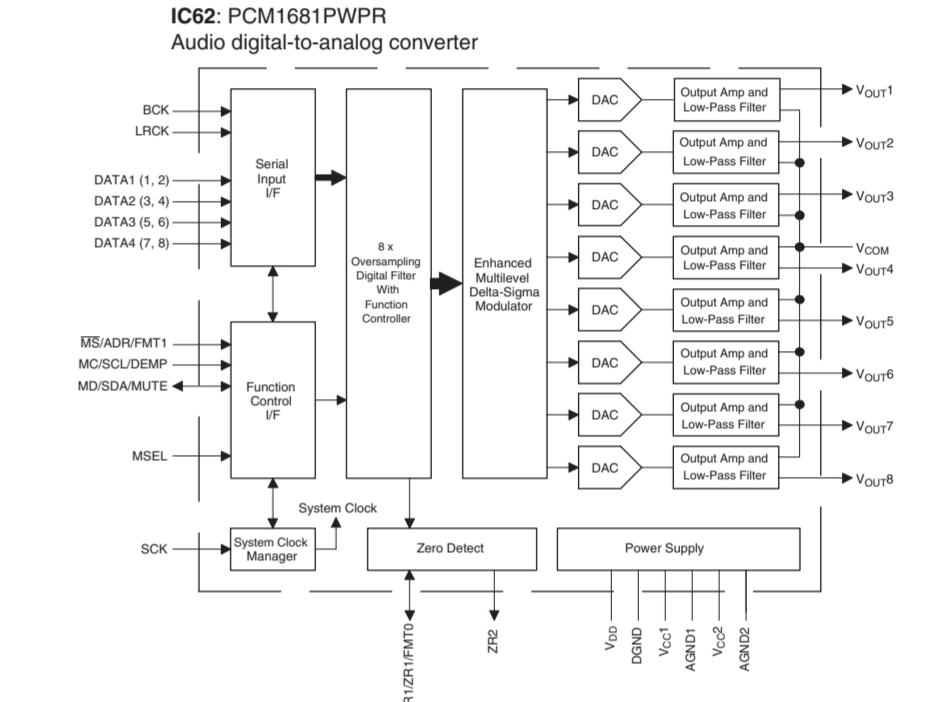 IC62: PCM1681PWPR
Audio digital-to-analog converter
BCK
LRCK
DATA1 (1, 2)
DATA2 (3, 4)
DATA3 (5, 6)
DATA4 (7, 8)
Serial
Input
I/F
MS/ADR/FMT1
MC/SCL/DEMP
MD/SDA/MUTE
MSEL
Function
Control
I/F
SCK
System Clock
Manager
System Clock
8 x
Oversampling
Digital Filter
With
Function
Controller
Enhanced
Multilevel
Delta-Sigma
Modulator
DAC
Output Amp and
Low-Pass Filter
VOUT1
DAC
Output Amp and
Low-Pass Filter
VOUT2
DAC
Output Amp and
Low-Pass Filter
VOUT3
DAC
Output Amp and
Low-Pass Filter
VCOM
VOUT4
DAC
Output Amp and
Low-Pass Filter
VOUT5
DAC
Output Amp and
Low-Pass Filter
VOUT6
DAC
Output Amp and
Low-Pass Filter
VOUT7
DAC
Output Amp and
Low-Pass Filter
VOUT8
Zero Detect
Power Supply
R1/ZR1/FMT0
ZR2
VDD
DGND
VCC1
AGND1
VCC2
AGND2